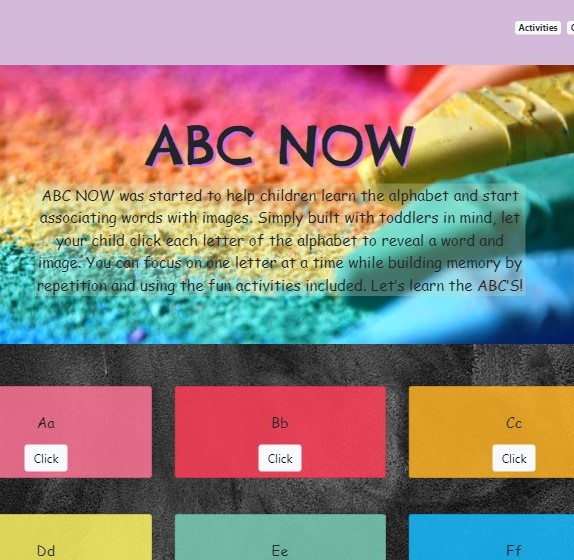 Activities
ABC NOW
ABC NOW was started to help children learn the alphabet and start
associating words with images. Simply built with toddlers in mind, let
your child click each letter of the alphabet to reveal a word and
image. You can focus on one letter at a time while building memory by
repetition and using the fun activities included. Let's learn the ABC'S!
Aa
Bb
Cc
Click
Click
Click
Dd
Ee
Ff